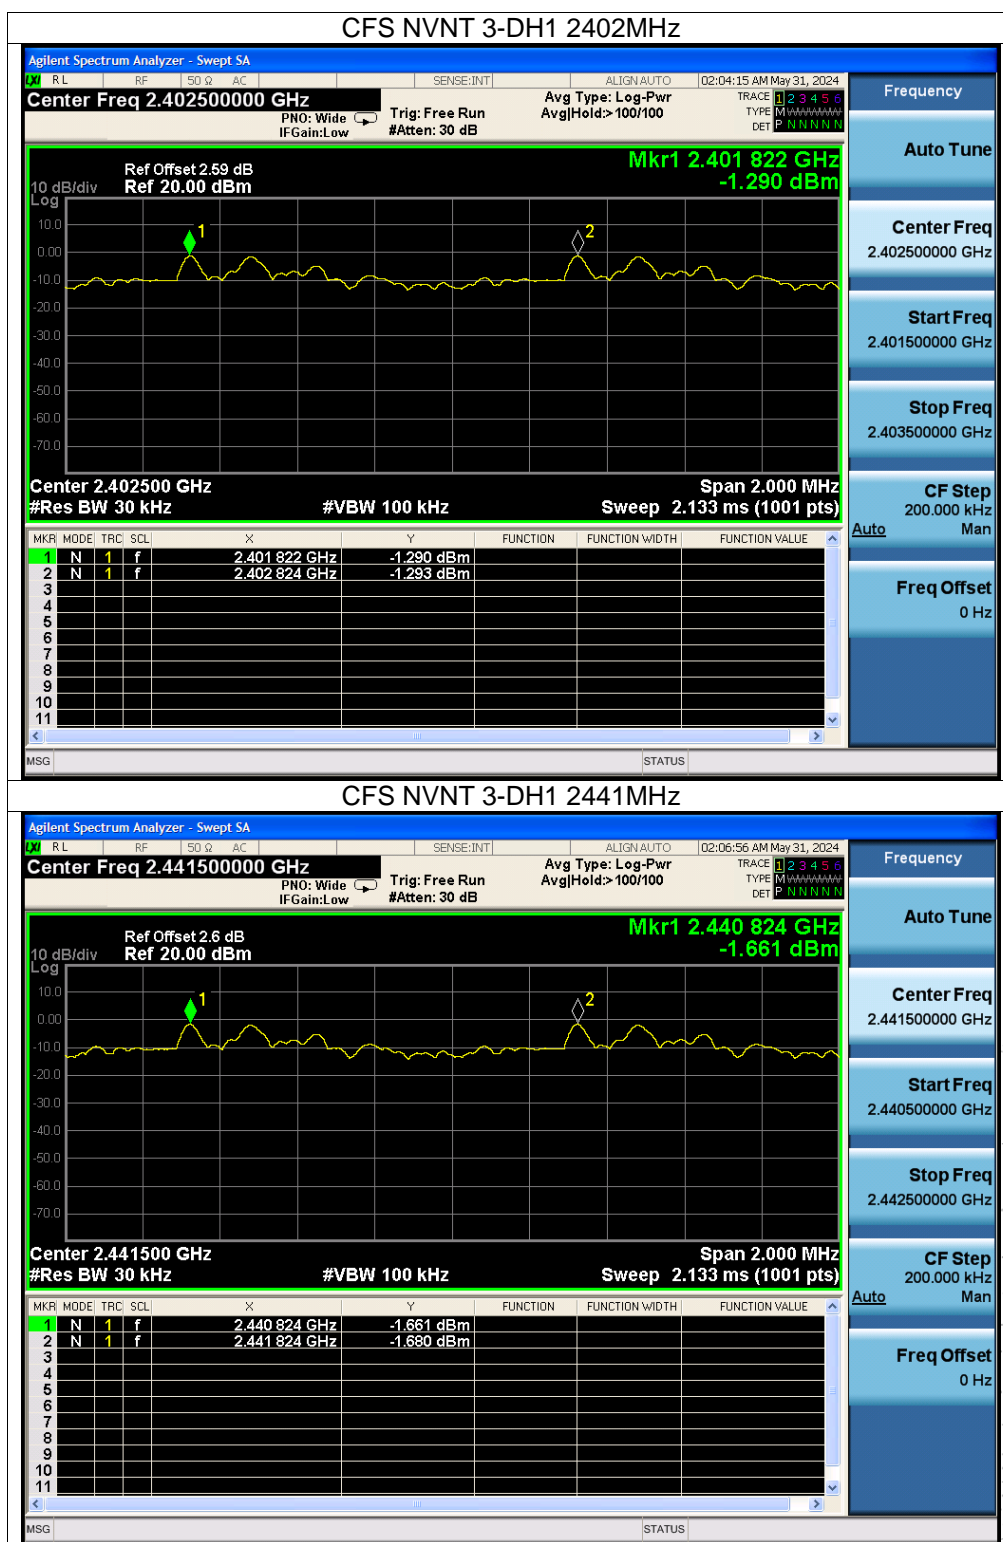 CFS NVNT 3-DH1 2402MHz
Agilent Spectrum Analyzer - Swept SA
LXI RL RF 50 Ω AC SENSE:INT ALIGN AUTO 02:04:15 AM May 31, 2024
Center Freq 2.402500000 GHz Avg Type: Log-Pwr TRACE 1 2 3 4 5 6
PNO: Wide Trig: Free Run Avg|Hold:>100/100 TYPE M WWWWW
IFGain:Low #Atten: 30 dB DET P N N N N N
Frequency
Auto Tune
Mkr1 2.401 822 GHz
-1.290 dBm
Ref Offset 2.59 dB
10 dB/div Ref 20.00 dBm
Log
10.0
0.00
-10.0
-20.0
-30.0
-40.0
-50.0
-60.0
-70.0
1
2
Center Freq
2.402500000 GHz
Start Freq
2.401500000 GHz
Stop Freq
2.403500000 GHz
CF Step
200.000 kHz
Auto Man
Freq Offset
0 Hz
Center 2.402500 GHz Span 2.000 MHz
#Res BW 30 kHz #VBW 100 kHz Sweep 2.133 ms (1001 pts)
MKR MODE TRC SCL X Y FUNCTION FUNCTION WIDTH FUNCTION VALUE
1 N 1 f 2.401 822 GHz -1.290 dBm
2 N 1 f 2.402 824 GHz -1.293 dBm
3
4
5
6
7
8
9
10
11
MSG STATUS
CFS NVNT 3-DH1 2441MHz
Agilent Spectrum Analyzer - Swept SA
LXI RL RF 50 Ω AC SENSE:INT ALIGN AUTO 02:06:56 AM May 31, 2024
Center Freq 2.441500000 GHz Avg Type: Log-Pwr TRACE 1 2 3 4 5 6
PNO: Wide Trig: Free Run Avg|Hold:>100/100 TYPE M WWWWW
IFGain:Low #Atten: 30 dB DET P N N N N N
Frequency
Auto Tune
Mkr1 2.440 824 GHz
-1.661 dBm
Ref Offset 2.6 dB
10 dB/div Ref 20.00 dBm
Log
10.0
0.00
-10.0
-20.0
-30.0
-40.0
-50.0
-60.0
-70.0
1
2
Center Freq
2.441500000 GHz
Start Freq
2.440500000 GHz
Stop Freq
2.442500000 GHz
CF Step
200.000 kHz
Auto Man
Freq Offset
0 Hz
Center 2.441500 GHz Span 2.000 MHz
#Res BW 30 kHz #VBW 100 kHz Sweep 2.133 ms (1001 pts)
MKR MODE TRC SCL X Y FUNCTION FUNCTION WIDTH FUNCTION VALUE
1 N 1 f 2.440 824 GHz -1.661 dBm
2 N 1 f 2.441 824 GHz -1.680 dBm
3
4
5
6
7
8
9
10
11
MSG STATUS